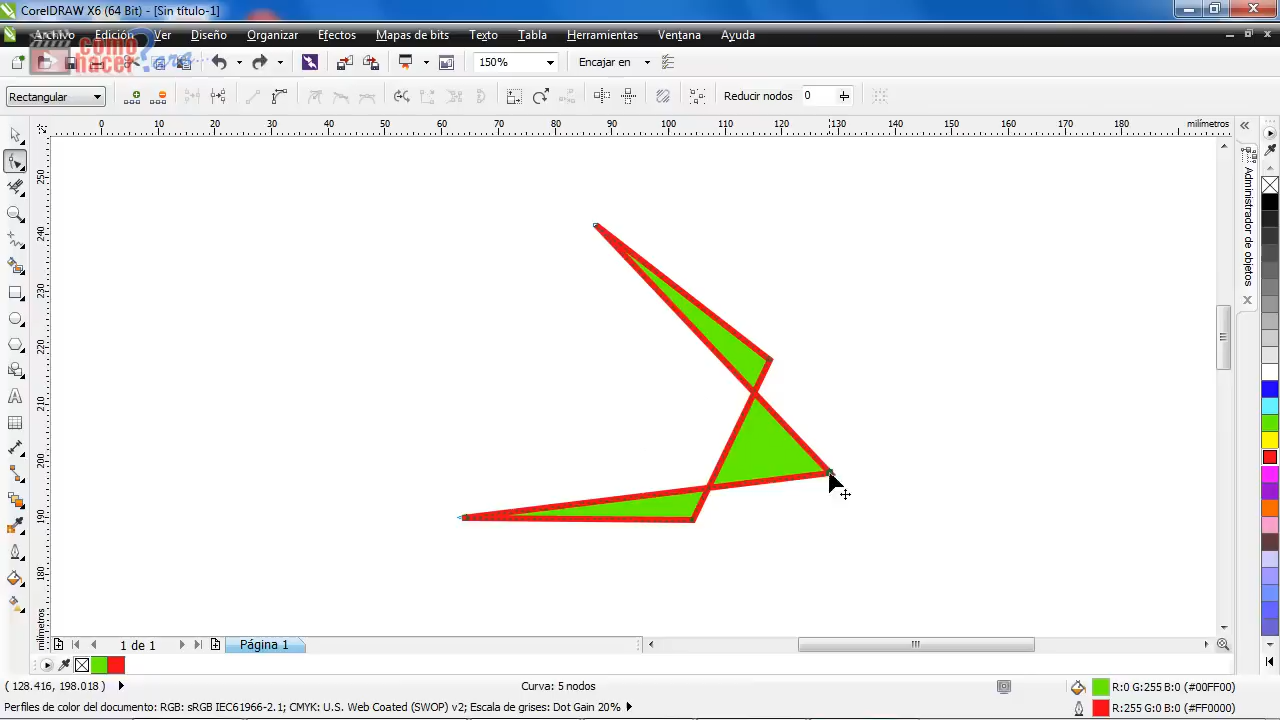 CorelDRAW X6 (64 Bit) - [Sin título-1]
Archivo Edición Ver Diseño Organizar Efectos Mapas de bits Texto Tabla Herramientas Ventana Ayuda
como
hacer
?
150%
Encajar en
Rectangular
Reducir nodos 0
0 10 20 30 40 50 60 70 80 90 100 110 120 130 140 150 160 170 180 milímetros
250
240
230
220
210
200
190
180
milímetros
Administrador de objetos
1 de 1
Página 1
( 128.416, 198.018 )
Curva: 5 nodos
R:0 G:255 B:0 (#00FF00)
Perfiles de color del documento: RGB: sRGB IEC61966-2.1; CMYK: U.S. Web Coated (SWOP) v2; Escala de grises: Dot Gain 20%
R:255 G:0 B:0 (#FF0000)